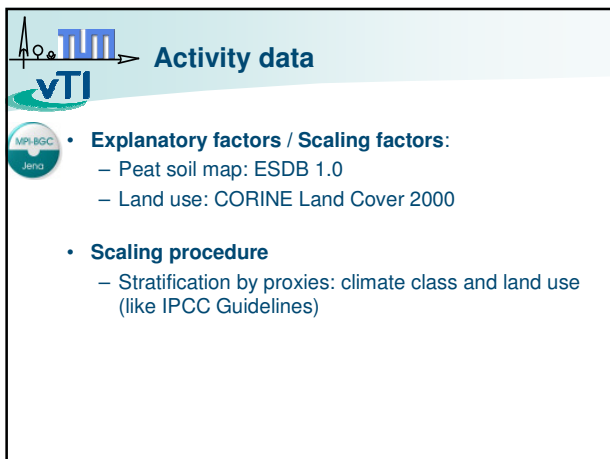 TUM
vTI
Activity data
MPI-BGC
Jena
• Explanatory factors / Scaling factors:
– Peat soil map: ESDB 1.0
– Land use: CORINE Land Cover 2000
• Scaling procedure
– Stratification by proxies: climate class and land use
(like IPCC Guidelines)